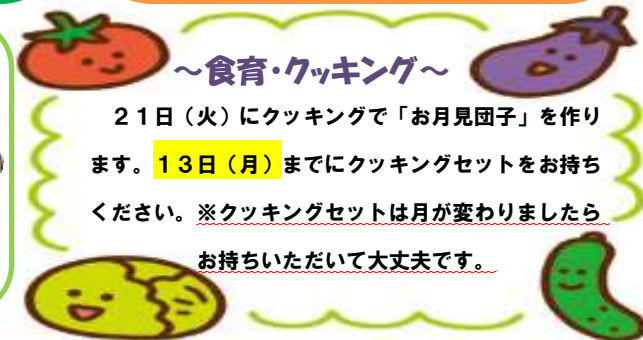 ～食育・クッキング～
２１日（火）にクッキングで「お月見団子」を作り
ます。１３日（月）までにクッキングセットをお持ち
ください。※クッキングセットは月が変わりましたら
お持ちいただいて大丈夫です。